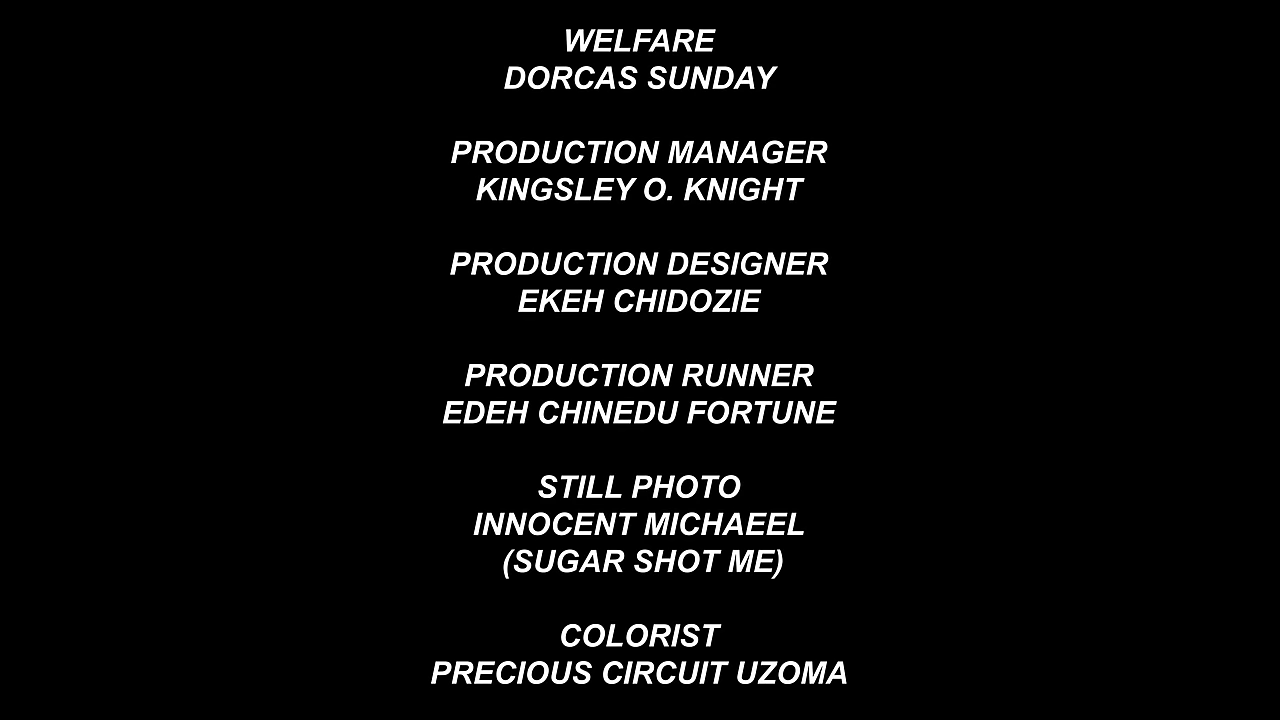 WELFARE
DORCAS SUNDAY
PRODUCTION MANAGER
KINGSLEY O. KNIGHT
PRODUCTION DESIGNER
EKEH CHIDOZIE
PRODUCTION RUNNER
EDEH CHINEDU FORTUNE
STILL PHOTO
INNOCENT MICHAEEL
(SUGAR SHOT ME)
COLORIST
PRECIOUS CIRCUIT UZOMA